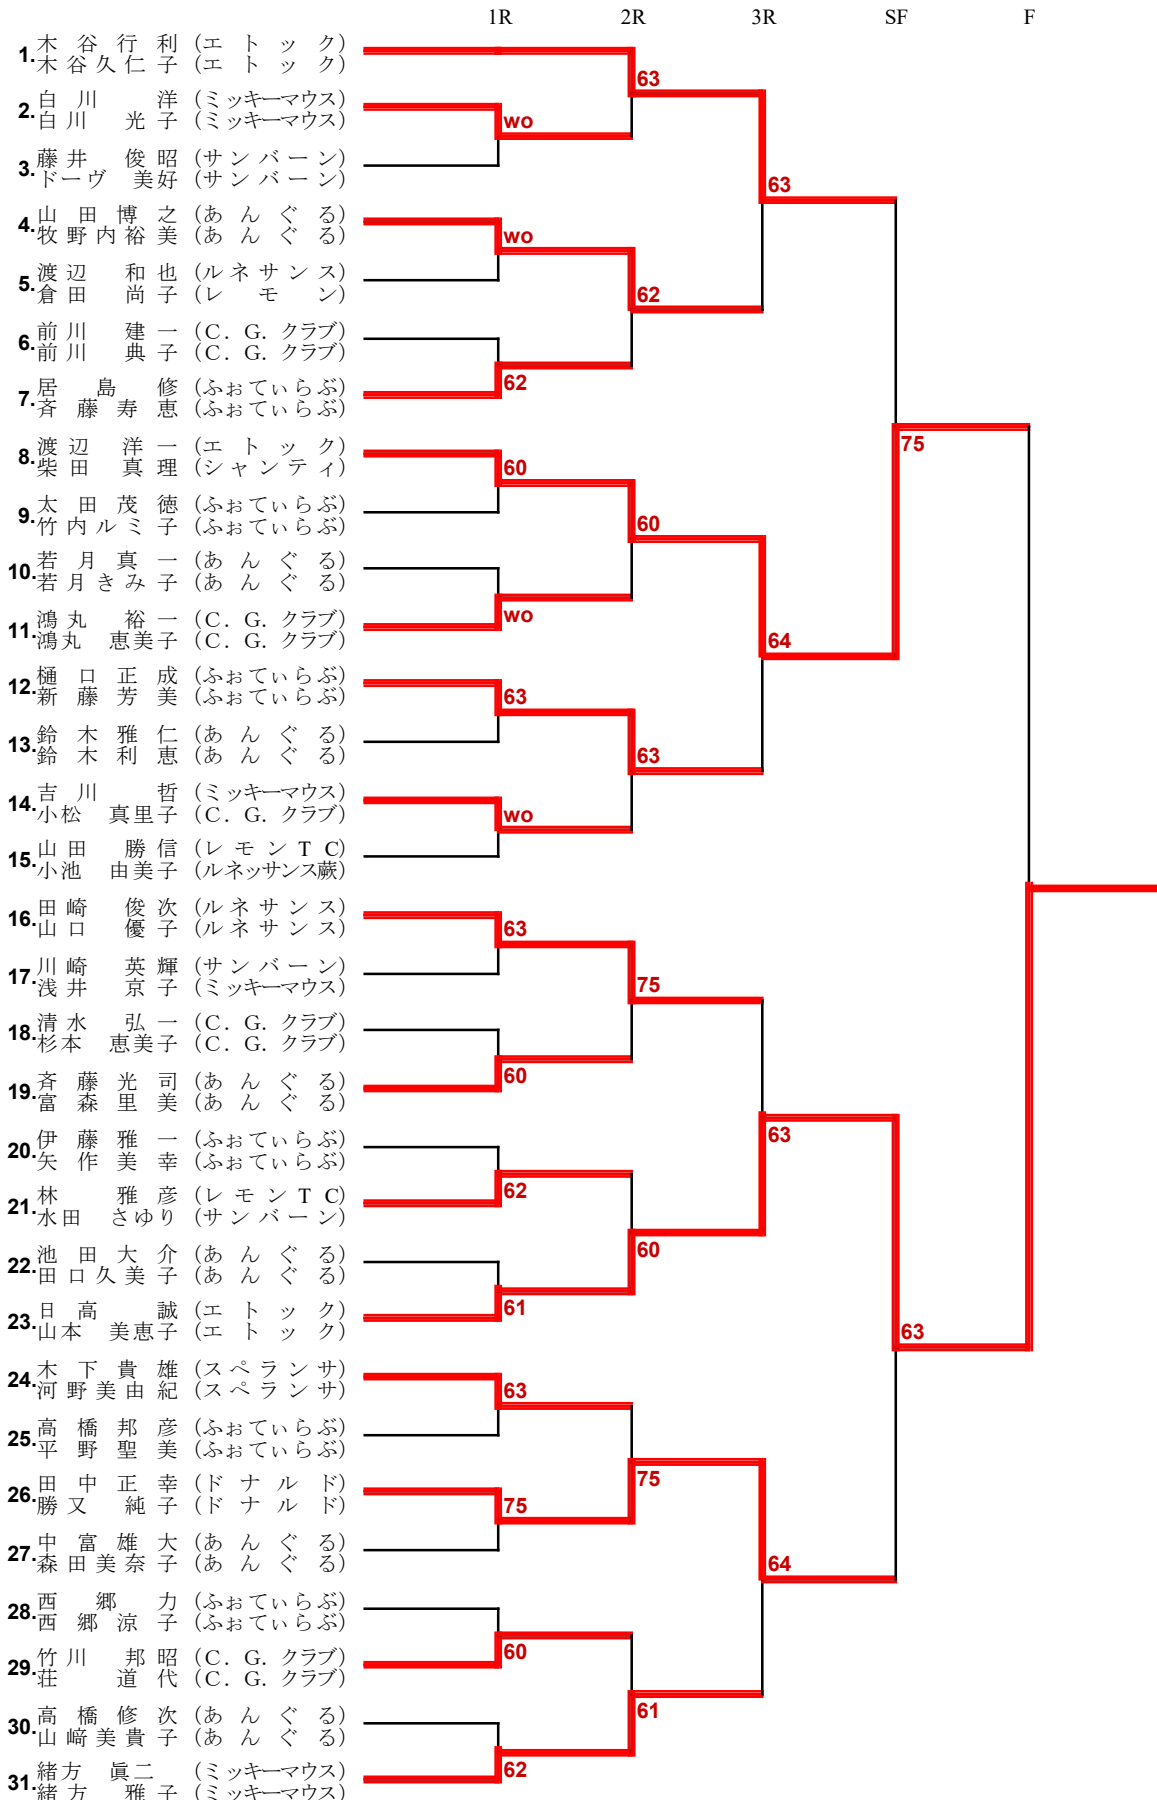 1R 2R 3R SF F
1. 木谷行利 (エトック)
木谷久仁子 (エトック)
63
2. 白川 洋 (ミッキーマウス)
白川 光子 (ミッキーマウス)
wo
3. 藤井 俊昭 (サンバーン)
ドーヴ 美好 (サンバーン)
63
4. 山田博之 (あんぐる)
牧野内裕美 (あんぐる)
wo
5. 渡辺 和也 (ルネサンス)
倉田 尚子 (レモン)
62
6. 前川 建一 (C. G. クラブ)
前川 典子 (C. G. クラブ)
62
7. 居島 修 (ふぉてぃらぶ)
斉藤寿恵 (ふぉてぃらぶ)
75
8. 渡辺 洋一 (エトック)
柴田 真理 (シャンティ)
60
9. 太田茂徳 (ふぉてぃらぶ)
竹内ルミ子 (ふぉてぃらぶ)
60
10. 若月真一 (あんぐる)
若月きみ子 (あんぐる)
wo
11. 鴻丸 裕一 (C. G. クラブ)
鴻丸 恵美子 (C. G. クラブ)
64
12. 樋口正成 (ふぉてぃらぶ)
新藤芳美 (ふぉてぃらぶ)
63
13. 鈴木雅仁 (あんぐる)
鈴木利恵 (あんぐる)
63
14. 吉川 哲 (ミッキーマウス)
小松 真里子 (C. G. クラブ)
wo
15. 山田 勝信 (レモンTC)
小池 由美子 (ルネッサンス蕨)
16. 田崎 俊次 (ルネサンス)
山口 優子 (ルネサンス)
63
17. 川崎 英輝 (サンバーン)
浅井 京子 (ミッキーマウス)
75
18. 清水 弘一 (C. G. クラブ)
杉本 恵美子 (C. G. クラブ)
60
19. 斉藤光司 (あんぐる)
富森里美 (あんぐる)
63
20. 伊藤雅一 (ふぉてぃらぶ)
矢作美幸 (ふぉてぃらぶ)
62
21. 林 雅彦 (レモンTC)
水田 さゆり (サンバーン)
60
22. 池田大介 (あんぐる)
田口久美子 (あんぐる)
61
23. 日高 誠 (エトック)
山本 美恵子 (エトック)
63
24. 木下貴雄 (スペランサ)
河野美由紀 (スペランサ)
63
25. 高橋邦彦 (ふぉてぃらぶ)
平野聖美 (ふぉてぃらぶ)
75
26. 田中正幸 (ドナルド)
勝又 純子 (ドナルド)
75
27. 中富雄大 (あんぐる)
森田美奈子 (あんぐる)
64
28. 西郷 力 (ふぉてぃらぶ)
西郷涼子 (ふぉてぃらぶ)
60
29. 竹川 邦昭 (C. G. クラブ)
荘 道代 (C. G. クラブ)
61
30. 高橋修次 (あんぐる)
山﨑美貴子 (あんぐる)
62
31. 緒方 眞二 (ミッキーマウス)
緒方 雅子 (ミッキーマウス)